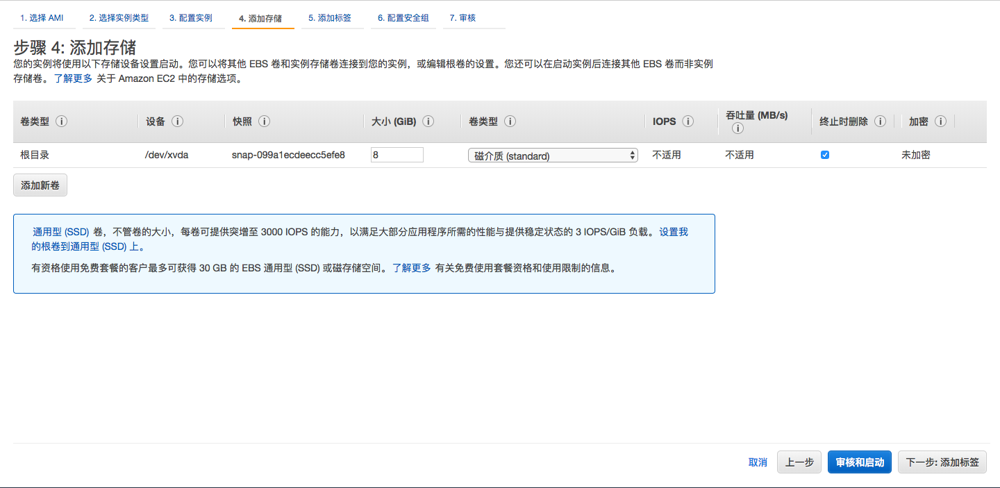 1. 选择 AMI 2. 选择实例类型 3. 配置实例 4. 添加存储 5. 添加标签 6. 配置安全组 7. 审核
步骤 4: 添加存储
您的实例将使用以下存储设备设置启动。您可以将其他 EBS 卷和实例存储卷连接到您的实例，或编辑根卷的设置。您还可以在启动实例后连接其他 EBS 卷而非实例
存储卷。了解更多 关于 Amazon EC2 中的存储选项。
卷类型 设备 快照 大小 (GiB) 卷类型 IOPS 吞吐量 (MB/s) 终止时删除 加密
根目录 /dev/xvda snap-099a1ecdeecc5efe8 8 磁介质 (standard) 不适用 不适用 未加密
添加新卷
通用型 (SSD) 卷，不管卷的大小，每卷可提供突增至 3000 IOPS 的能力，以满足大部分应用程序所需的性能与提供稳定状态的 3 IOPS/GiB 负载。设置我
的根卷到通用型 (SSD) 上。
有资格使用免费套餐的客户最多可获得 30 GB 的 EBS 通用型 (SSD) 或磁存储空间。了解更多 有关免费使用套餐资格和使用限制的信息。
取消 上一步 审核和启动 下一步: 添加标签